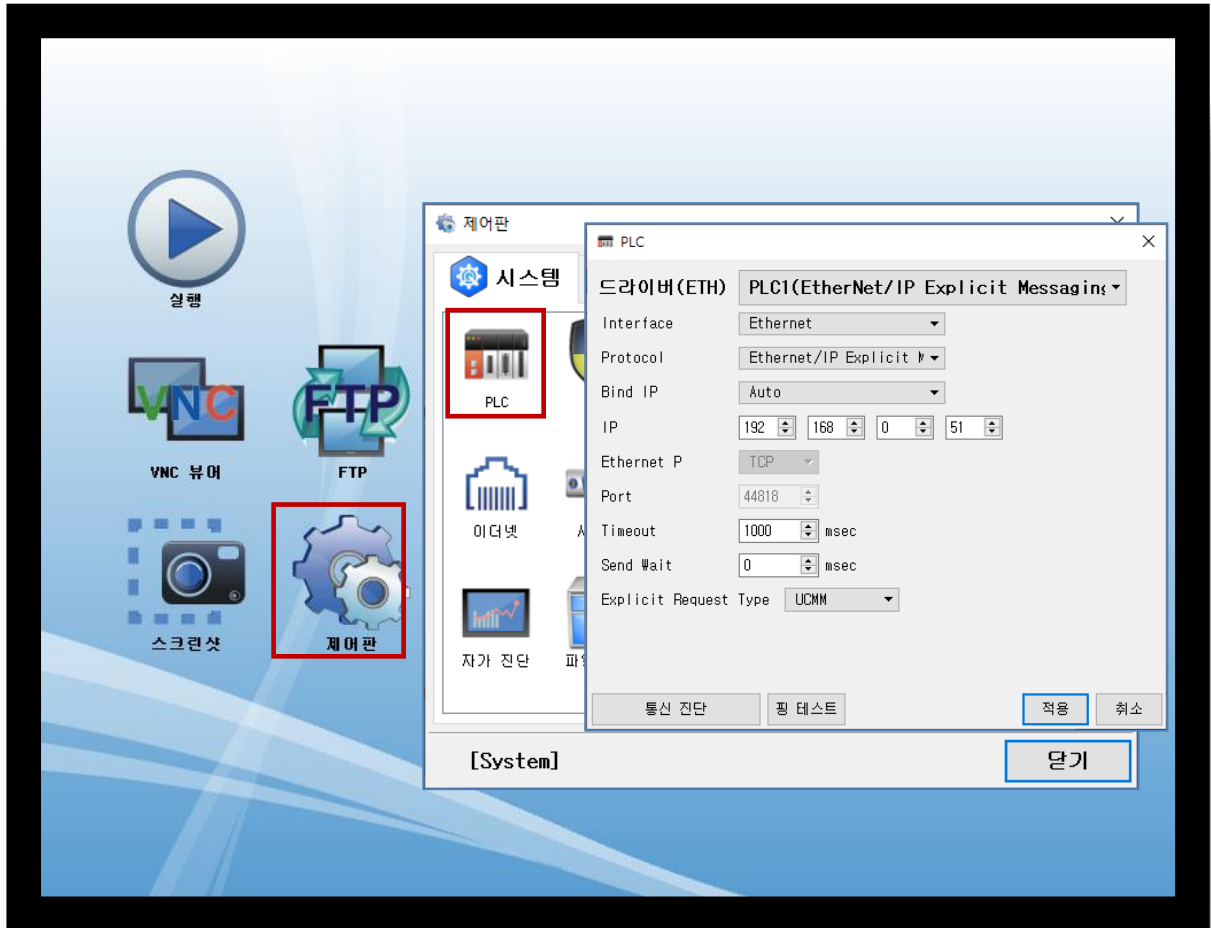 실행
VNC
VNC 뷰어
FTP
FTP
스크린샷
제어판
제어판
시스템
PLC
이더넷
자가 진단
[System]
닫기
PLC
드라이버(ETH) PLC1(EtherNet/IP Explicit Messaging
Interface Ethernet
Protocol Ethernet/IP Explicit
Bind IP Auto
IP 192 168 0 51
Ethernet P TCP
Port 44818
Timeout 1000 msec
Send Wait 0 msec
Explicit Request Type UCMM
통신 진단 핑 테스트 적용 취소